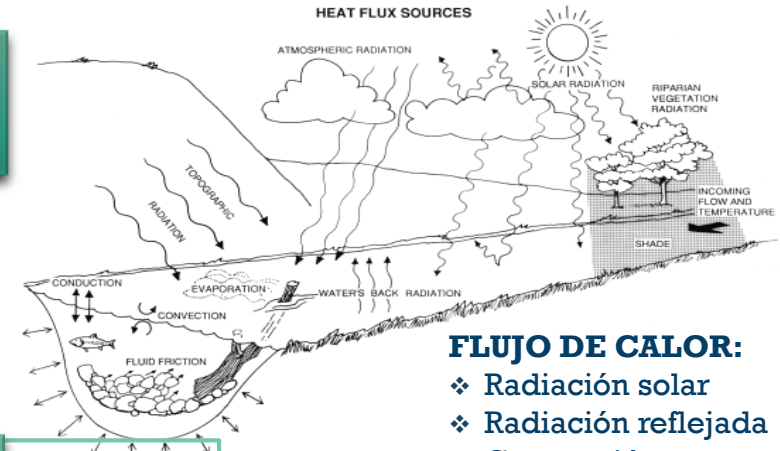 HEAT FLUX SOURCES
ATMOSPHERIC RADIATION
SOLAR RADIATION
RIPARIAN
VEGETATION
RADIATION
TOPOGRAPHIC
RADIATION
INCOMING
FLOW AND
TEMPERATURE
SHADE
CONDUCTION
EVAPORATION
WATER'S BACK RADIATION
CONVECTION
FLUID FRICTION
FLUJO DE CALOR:
❖ Radiación solar
❖ Radiación reflejada